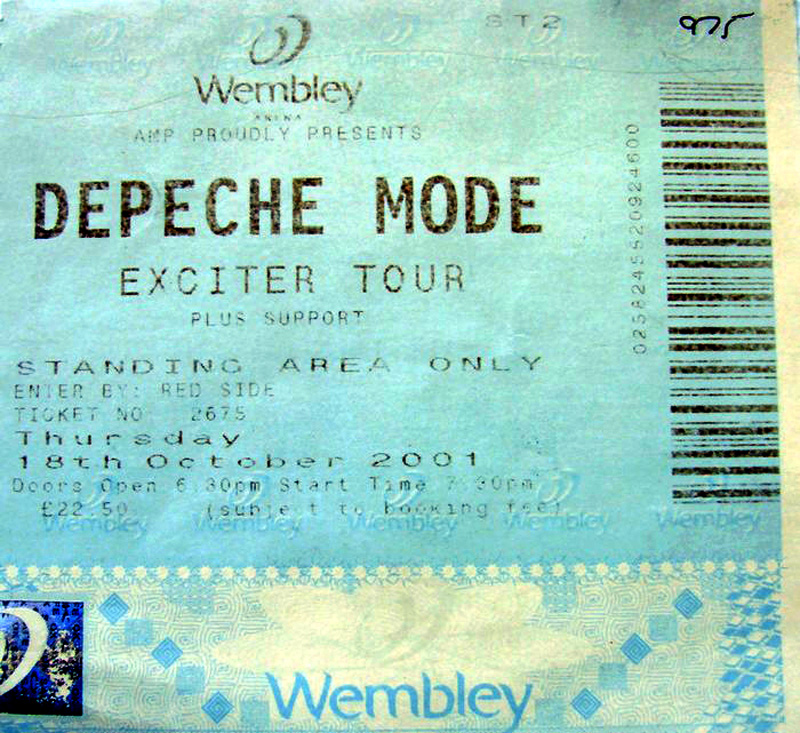 ST2
975
Wembley
ARENA
AMP PROUDLY PRESENTS
DEPECHE MODE
EXCITER TOUR
PLUS SUPPORT
STANDING AREA ONLY
ENTER BY: RED SIDE
TICKET NO 2675
Thursday
18th October 2001
Doors Open 6.30pm Start Time 7.30pm
£22.50 (subject to booking fee)
Wembley